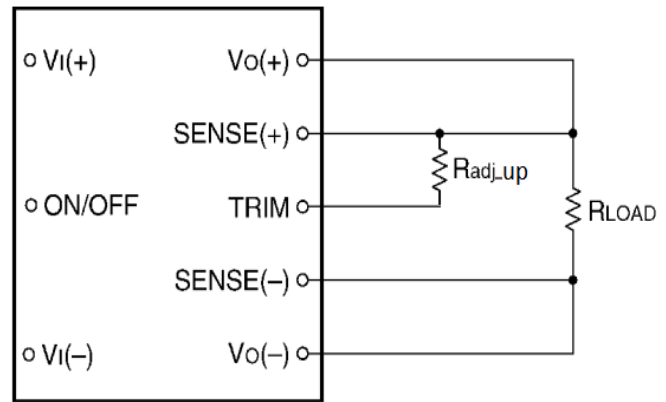 VI(+)
VO(+)
SENSE(+)
Radj_up
ON/OFF
TRIM
RLOAD
SENSE(–)
VI(–)
VO(–)